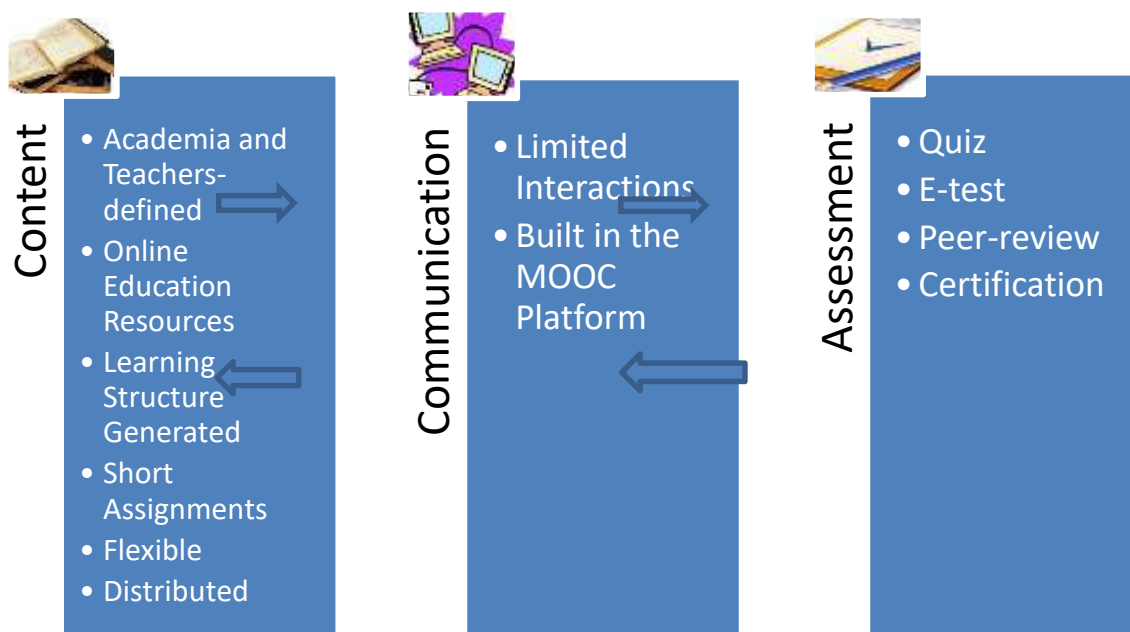 Content
• Academia and
Teachers-
defined
• Online
Education
Resources
• Learning
Structure
Generated
• Short
Assignments
• Flexible
• Distributed
Communication
• Limited
Interactions
• Built in the
MOOC
Platform
Assessment
• Quiz
• E-test
• Peer-review
• Certification